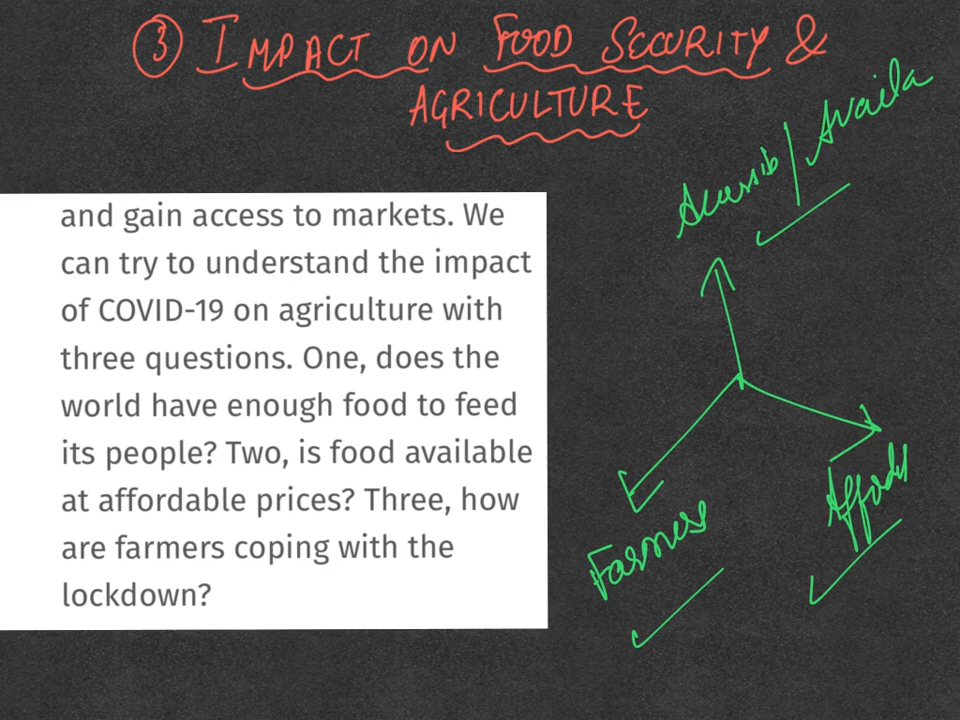 ③ IMPACT ON FOOD SECURITY &
AGRICULTURE
Accessib/Availa
and gain access to markets. We
can try to understand the impact
of COVID-19 on agriculture with
three questions. One, does the
world have enough food to feed
its people? Two, is food available
at affordable prices? Three, how
are farmers coping with the
lockdown?
Farmers